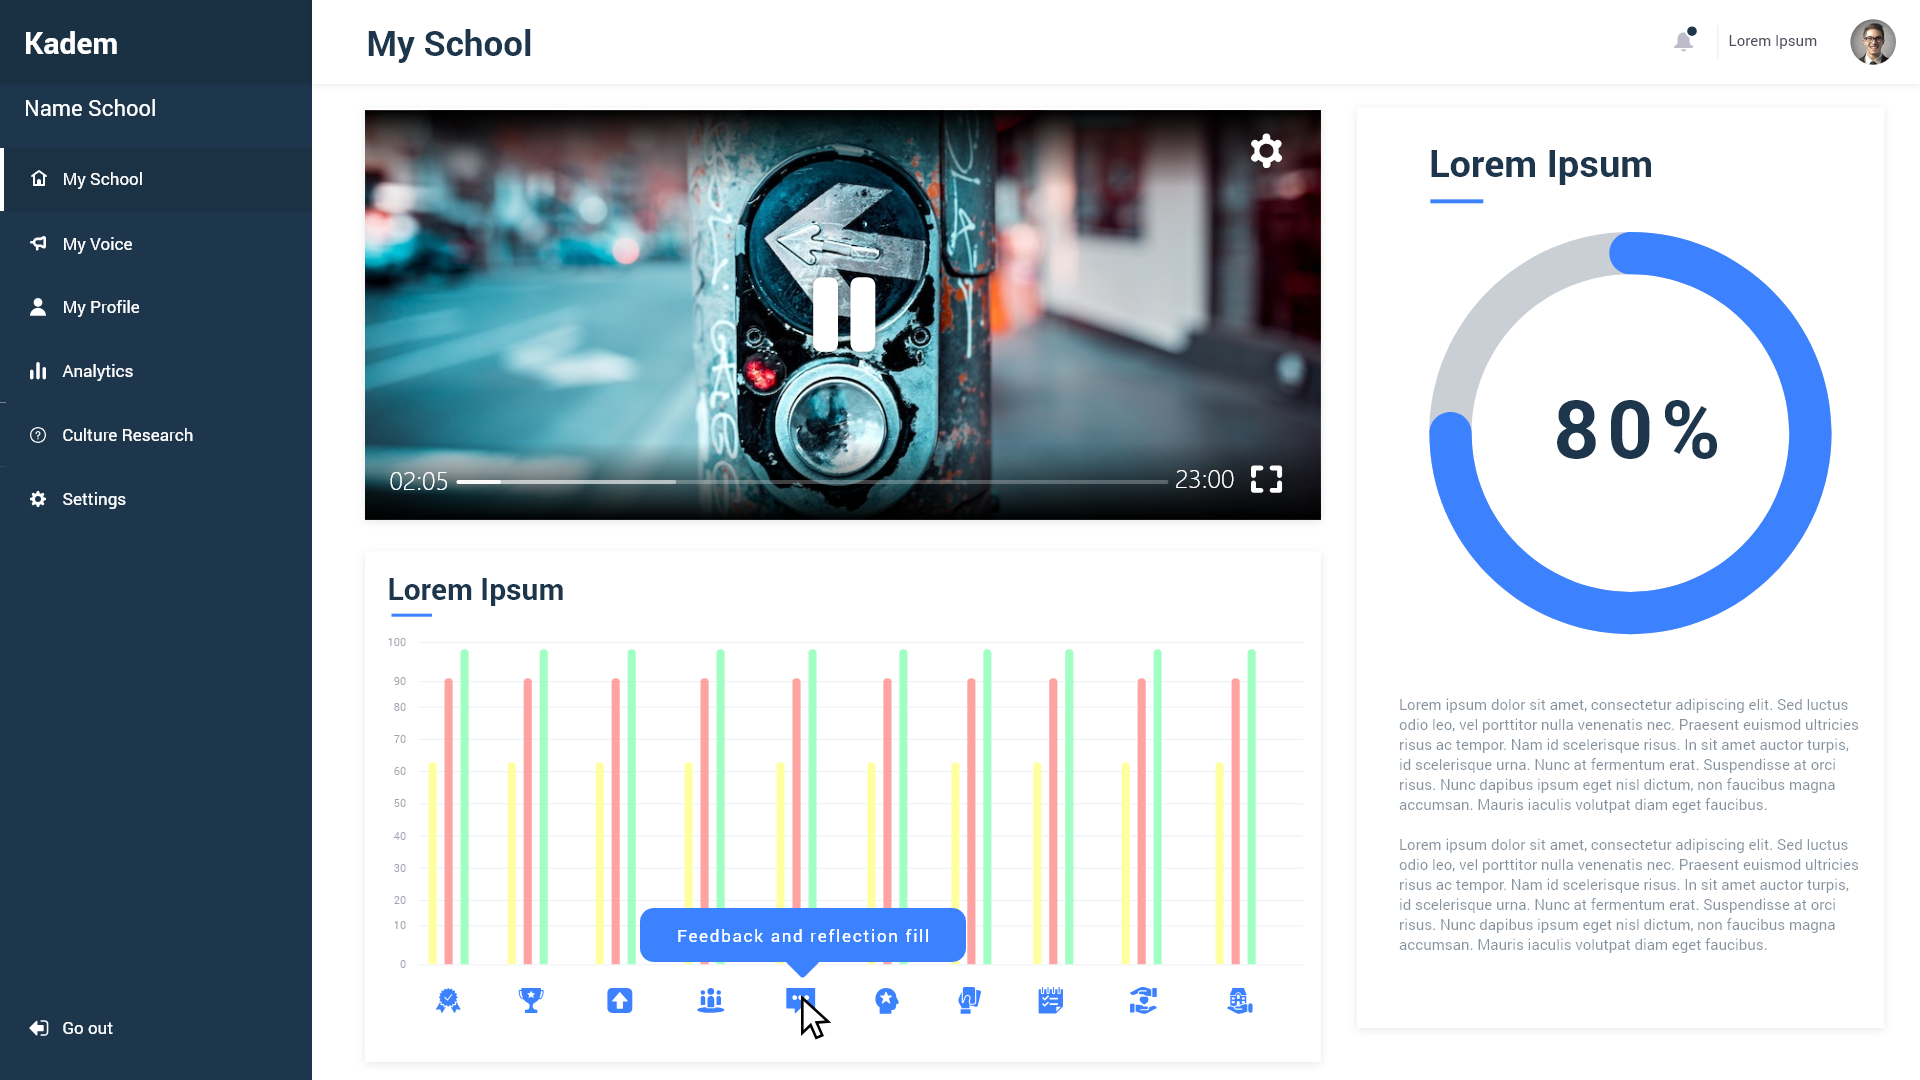 Kadem
Name School
My School
My Voice
My Profile
Analytics
Culture Research
Settings
Go out
My School
Lorem Ipsum
02:05
23:00
Lorem Ipsum
100
90
80
70
60
50
40
30
20
10
0
Feedback and reflection fill
Lorem Ipsum
80%
Lorem ipsum dolor sit amet, consectetur adipiscing elit. Sed luctus
odio leo, vel porttitor nulla venenatis nec. Praesent euismod ultricies
risus ac tempor. Nam id scelerisque risus. In sit amet auctor turpis,
id scelerisque urna. Nunc at fermentum erat. Suspendisse at orci
risus. Nunc dapibus ipsum eget nisl dictum, non faucibus magna
accumsan. Mauris iaculis volutpat diam eget faucibus.
Lorem ipsum dolor sit amet, consectetur adipiscing elit. Sed luctus
odio leo, vel porttitor nulla venenatis nec. Praesent euismod ultricies
risus ac tempor. Nam id scelerisque risus. In sit amet auctor turpis,
id scelerisque urna. Nunc at fermentum erat. Suspendisse at orci
risus. Nunc dapibus ipsum eget nisl dictum, non faucibus magna
accumsan. Mauris iaculis volutpat diam eget faucibus.